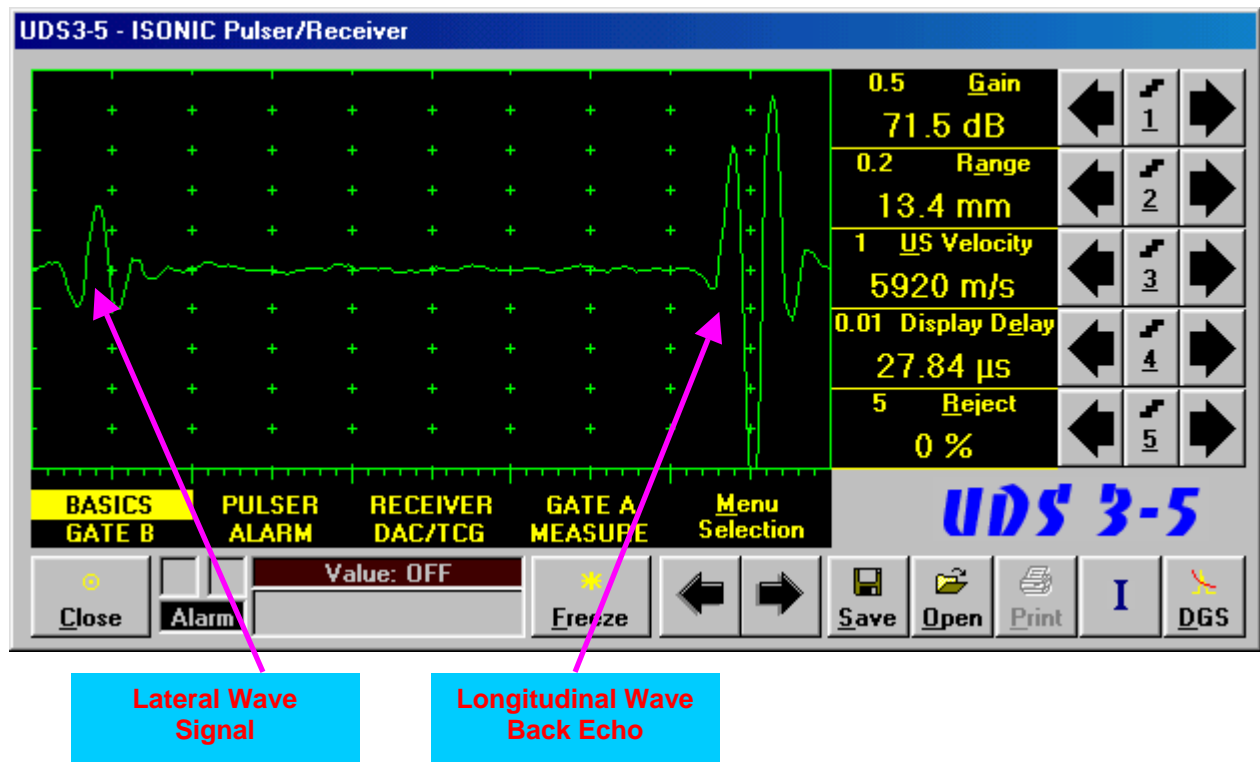 UDS3-5 - ISONIC Pulser/Receiver
0.5 Gain
71.5 dB
1
0.2 Range
13.4 mm
2
1 US Velocity
5920 m/s
3
0.01 Display Delay
27.84 µs
4
5 Reject
0 %
5
BASICS PULSER RECEIVER GATE A Menu
GATE B ALARM DAC/TCG MEASURE Selection
UDS 3-5
Close
Alarm
Value: OFF
Freeze
Save
Open
Print
I
DGS
Lateral Wave
Signal
Longitudinal Wave
Back Echo